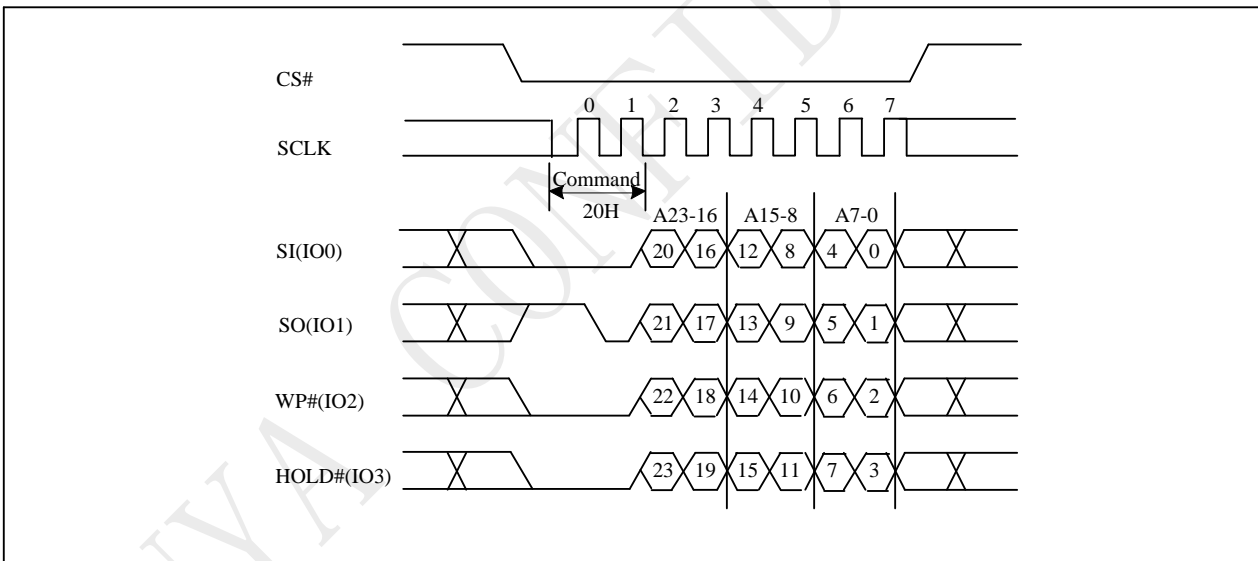 CS#
0 1 2 3 4 5 6 7
SCLK
Command
20H
A23-16 A15-8 A7-0
SI(IO0) 20 16 12 8 4 0
SO(IO1) 21 17 13 9 5 1
WP#(IO2) 22 18 14 10 6 2
HOLD#(IO3) 23 19 15 11 7 3
YA CONFID